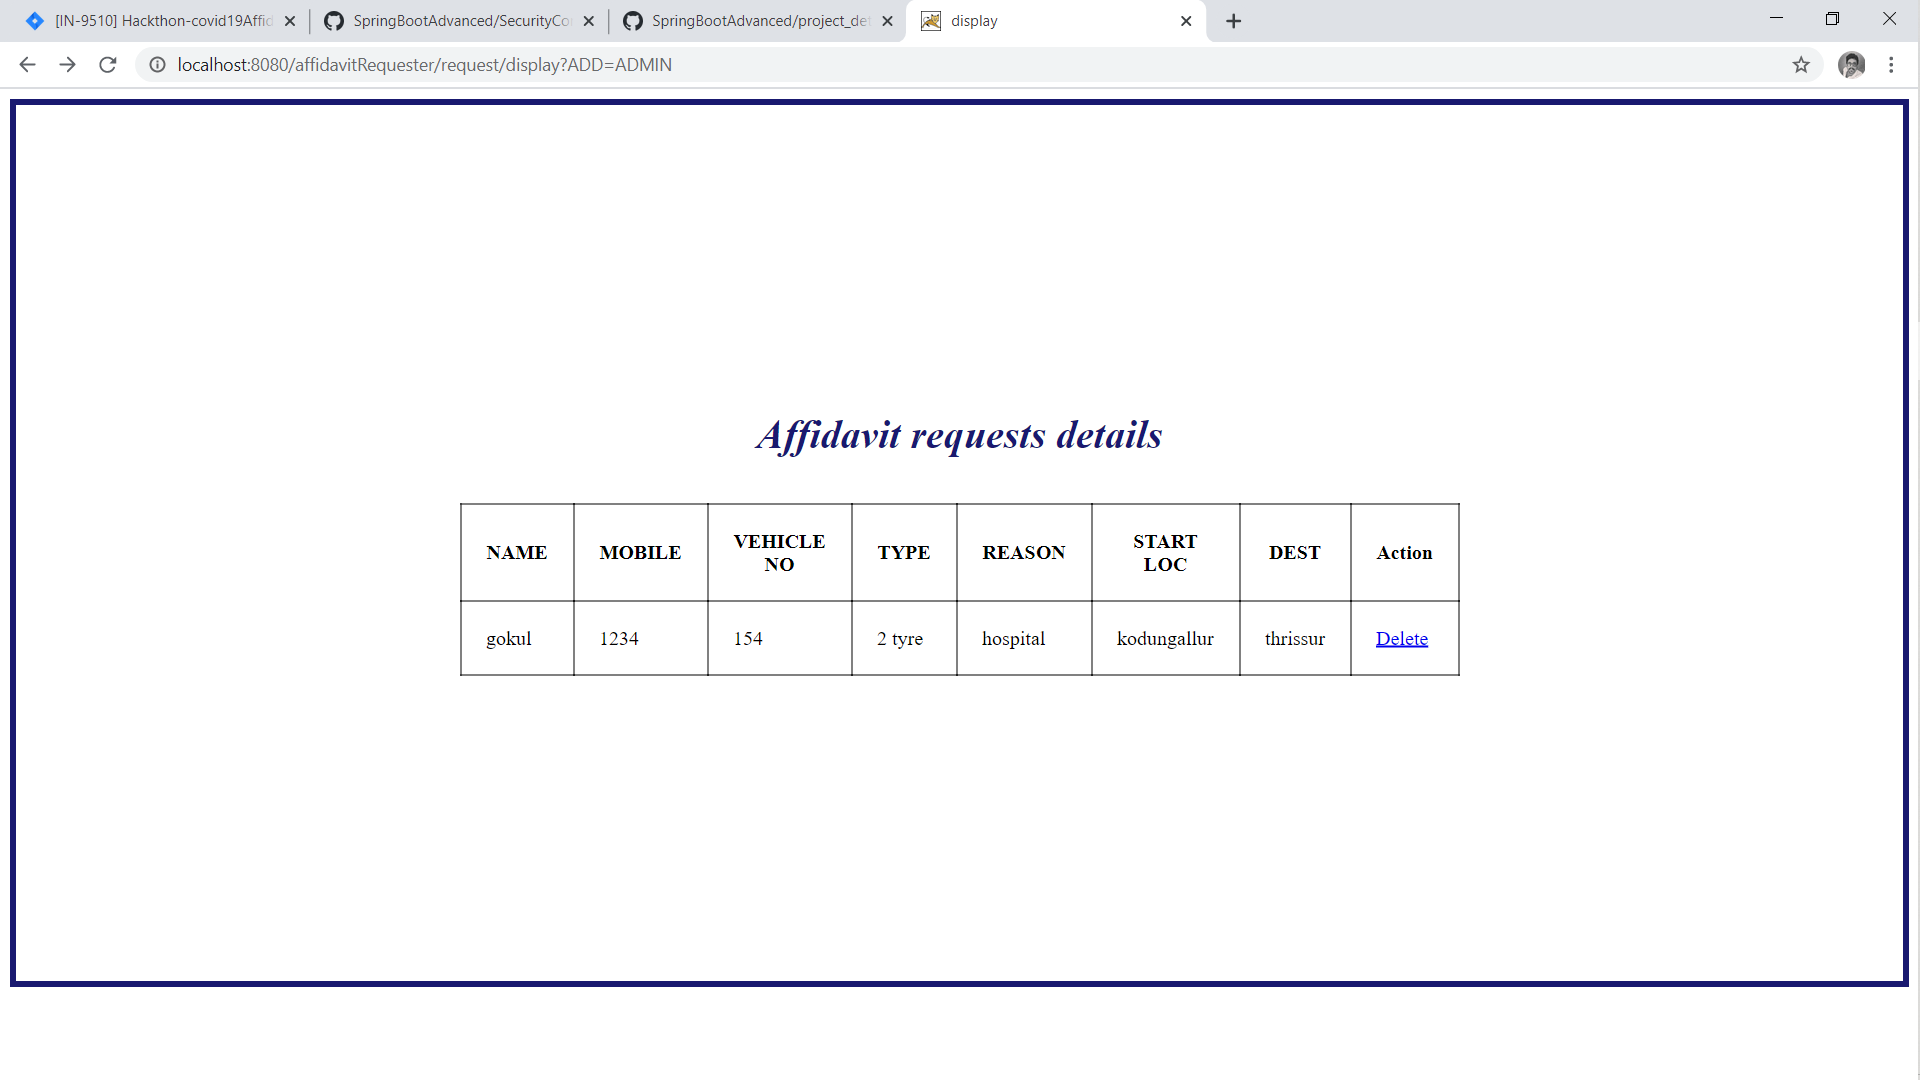 [IN-9510] Hackthon-covid19Affid
SpringBootAdvanced/SecurityCo
SpringBootAdvanced/project_det
display
localhost:8080/affidavitRequester/request/display?ADD=ADMIN
Affidavit requests details
NAME MOBILE VEHICLE NO TYPE REASON START LOC DEST Action
gokul 1234 154 2 tyre hospital kodungallur thrissur Delete